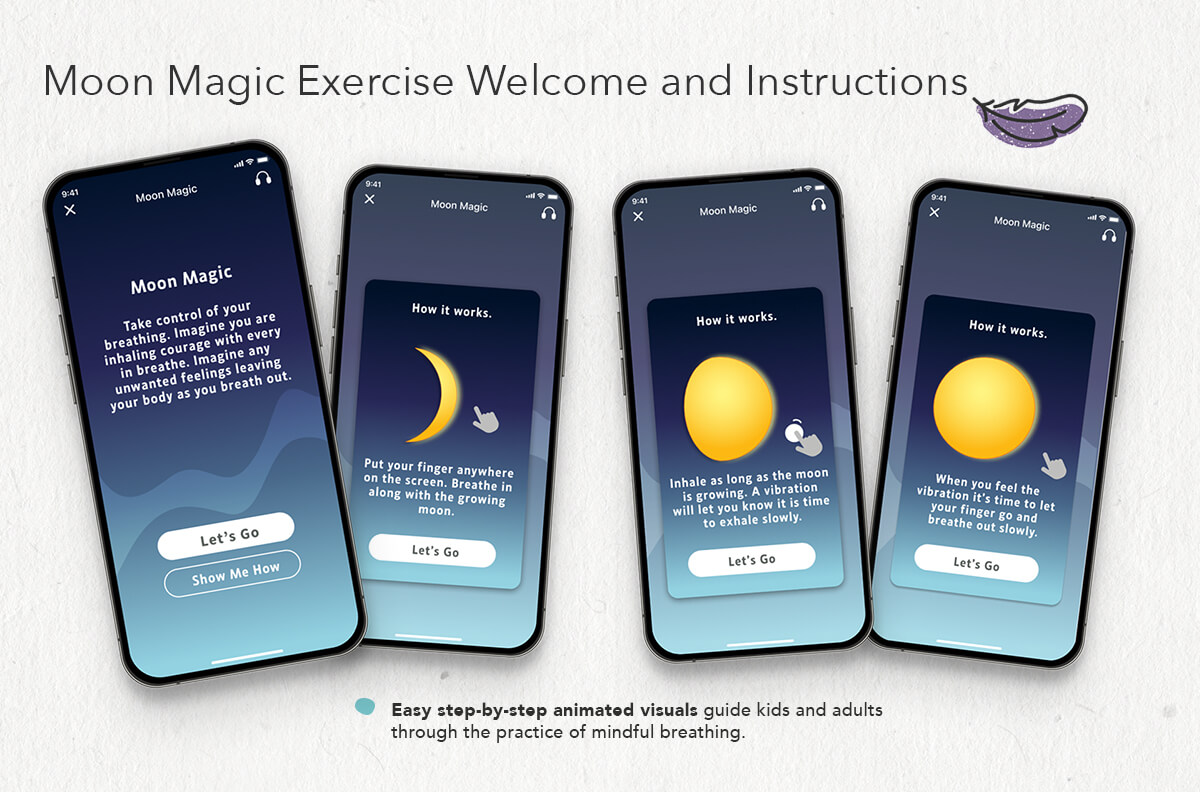 Moon Magic Exercise Welcome and Instructions
9:41
Moon Magic
Moon Magic
Take control of your
breathing. Imagine you are
inhaling courage with every
in breathe. Imagine any
unwanted feelings leaving
your body as you breath out.
Let's Go
Show Me How
9:41
Moon Magic
How it works.
Put your finger anywhere
on the screen. Breathe in
along with the growing
moon.
Let's Go
9:41
Moon Magic
How it works.
Inhale as long as the moon
is growing. A vibration
will let you know it is time
to exhale slowly.
Let's Go
9:41
Moon Magic
How it works.
When you feel the
vibration it's time to let
your finger go and
breathe out slowly.
Let's Go
Easy step-by-step animated visuals guide kids and adults
through the practice of mindful breathing.